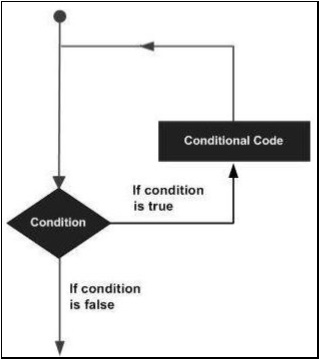 Conditional Code
If condition
is true
Condition
If condition
is false